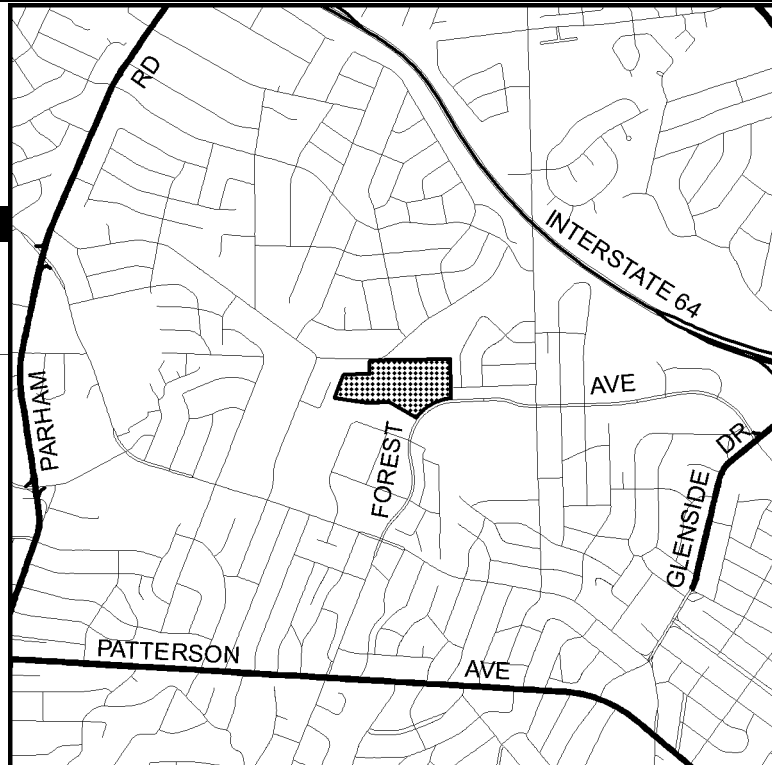 RD
INTERSTATE 64
PARHAM
AVE
DR
FOREST
GLENSIDE
PATTERSON
AVE